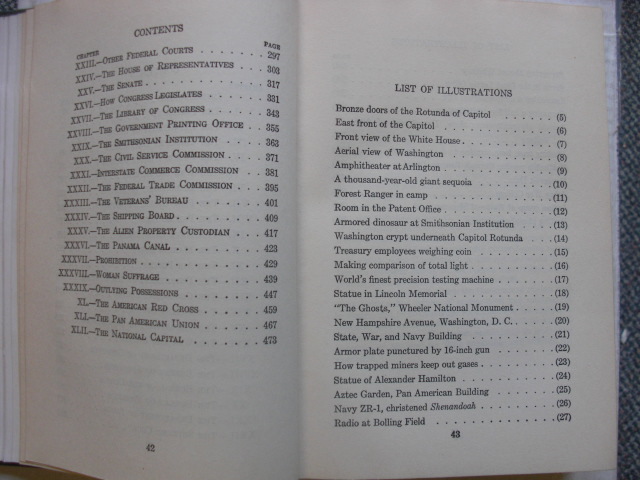 CONTENTS
CHAPTER PAGE
XXIII.—OTHER FEDERAL COURTS . . . . . . . 297
XXIV.—THE HOUSE OF REPRESENTATIVES . . . 303
XXV.—THE SENATE . . . . . . . . . . . 317
XXVI.—HOW CONGRESS LEGISLATES . . . . . . 331
XXVII.—THE LIBRARY OF CONGRESS . . . . . . 343
XXVIII.—THE GOVERNMENT PRINTING OFFICE . . . 355
XXIX.—THE SMITHSONIAN INSTITUTION . . . . . 363
XXX.—THE CIVIL SERVICE COMMISSION . . . . . 371
XXXI.—INTERSTATE COMMERCE COMMISSION . . . 381
XXXII.—THE FEDERAL TRADE COMMISSION . . . . 395
XXXIII.—THE VETERANS' BUREAU . . . . . . . 401
XXXIV.—THE SHIPPING BOARD . . . . . . . . 409
XXXV.—THE ALIEN PROPERTY CUSTODIAN . . . . 417
XXXVI.—THE PANAMA CANAL . . . . . . . . 423
XXXVII.—PROHIBITION . . . . . . . . . . 429
XXXVIII.—WOMAN SUFFRAGE . . . . . . . . . 439
XXXIX.—OUTLYING POSSESSIONS . . . . . . . 447
XL.—THE AMERICAN RED CROSS . . . . . . 459
XLI.—THE PAN AMERICAN UNION . . . . . . 467
XLII.—THE NATIONAL CAPITAL . . . . . . . 473
42
LIST OF ILLUSTRATIONS
Bronze doors of the Rotunda of Capitol . . . . . . (5)
East front of the Capitol . . . . . . . . . . (6)
Front view of the White House . . . . . . . . (7)
Aerial view of Washington . . . . . . . . . (8)
Amphitheater at Arlington . . . . . . . . . (9)
A thousand-year-old giant sequoia . . . . . . . (10)
Forest Ranger in camp . . . . . . . . . . (11)
Room in the Patent Office . . . . . . . . . (12)
Armored dinosaur at Smithsonian Institution . . . . (13)
Washington crypt underneath Capitol Rotunda . . . (14)
Treasury employees weighing coin . . . . . . . (15)
Making comparison of total light . . . . . . . (16)
World's finest precision testing machine . . . . . (17)
Statue in Lincoln Memorial . . . . . . . . . (18)
"The Ghosts," Wheeler National Monument . . . . (19)
New Hampshire Avenue, Washington, D. C. . . . . (20)
State, War, and Navy Building . . . . . . . . (21)
Armor plate punctured by 16-inch gun . . . . . . (22)
How trapped miners keep out gases . . . . . . . (23)
Statue of Alexander Hamilton . . . . . . . . (24)
Aztec Garden, Pan American Building . . . . . . (25)
Navy ZR-1, christened Shenandoah . . . . . . . (26)
Radio at Bolling Field . . . . . . . . . . (27)
43